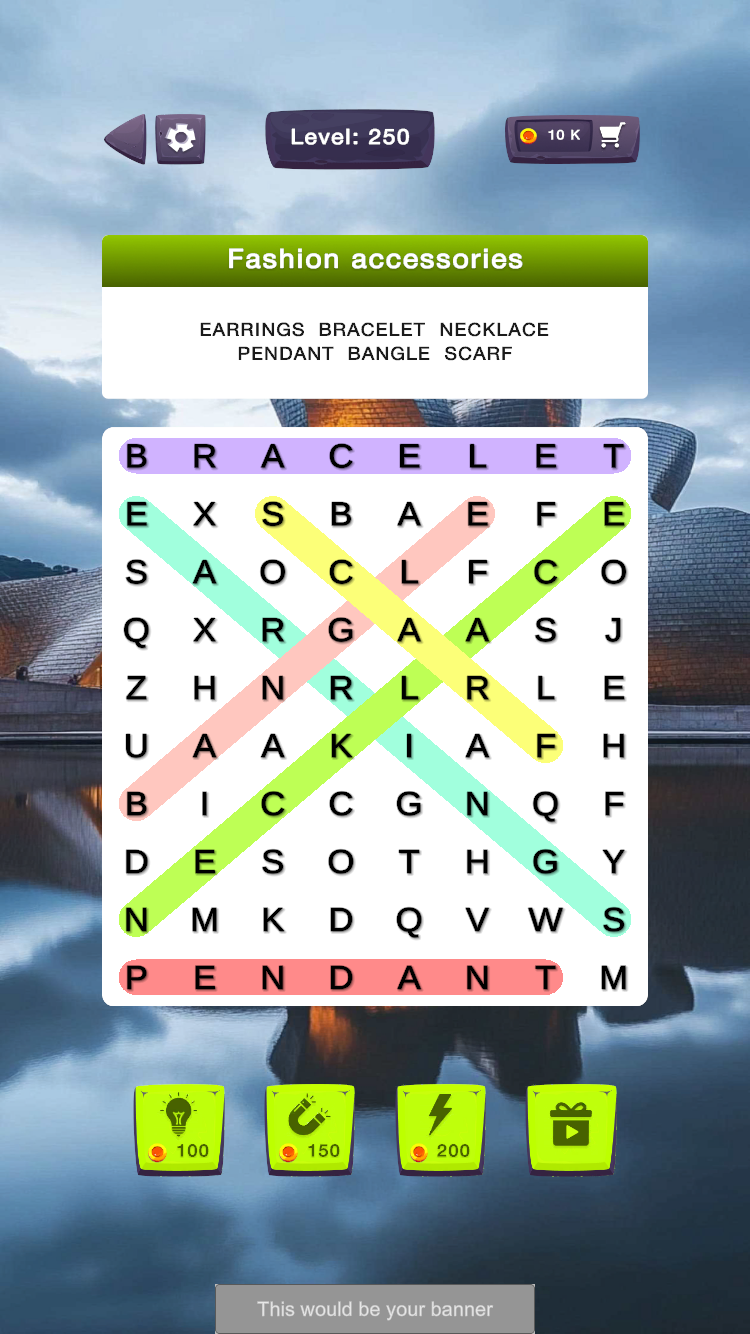 Level: 250
10 K
Fashion accessories
EARRINGS BRACELET NECKLACE
PENDANT BANGLE SCARF
B R A C E L E T
E X S B A E F E
S A O C L F C O
Q X R G A A S J
Z H N R L R L E
U A A K I A F H
B I C C G N Q F
D E S O T H G Y
N M K D Q V W S
P E N D A N T M
100 150 200
This would be your banner